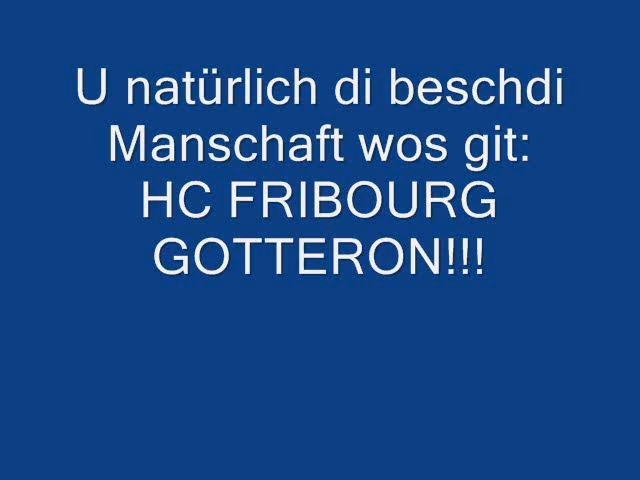 U natürlich di beschdi
Manschaft wos git:
HC FRIBOURG
GOTTERON!!!